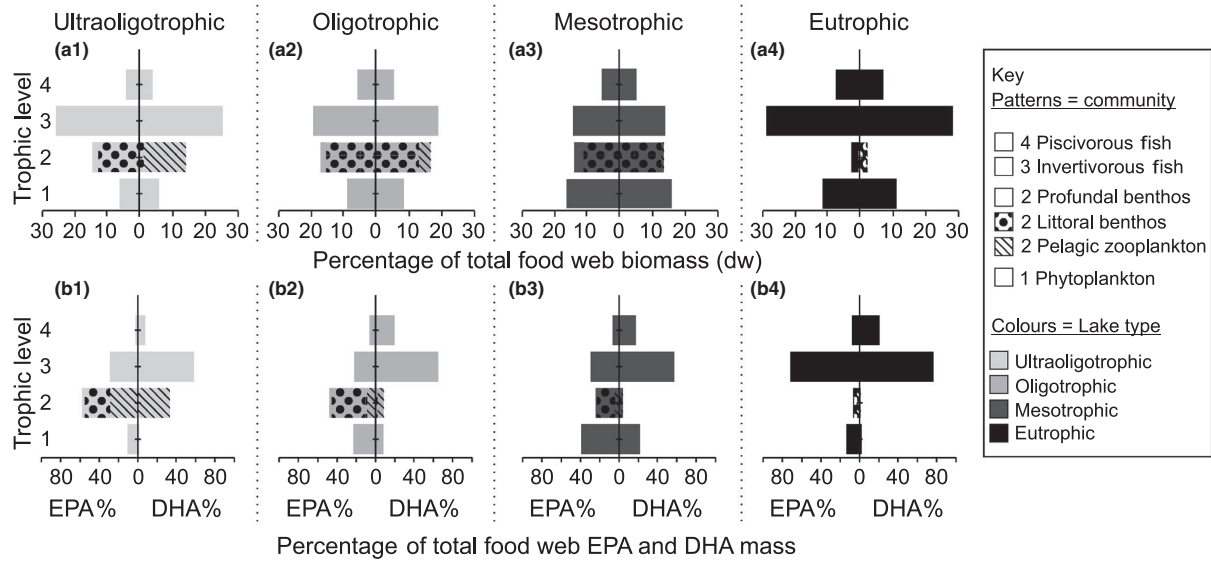 Ultraoligotrophic Oligotrophic Mesotrophic Eutrophic
(a1) (a2) (a3) (a4)
Trophic level
4
3
2
1
30 20 10 0 10 20 30 20 10 0 10 20 30 20 10 0 10 20 30 20 10 0 10 20 30
Percentage of total food web biomass (dw)
(b1) (b2) (b3) (b4)
Trophic level
4
3
2
1
80 40 0 40 80 80 40 0 40 80 80 40 0 40 80 80 40 0 40 80
EPA% DHA% EPA% DHA% EPA% DHA% EPA% DHA%
Percentage of total food web EPA and DHA mass
Key
Patterns = community
4 Piscivorous fish
3 Invertivorous fish
2 Profundal benthos
2 Littoral benthos
2 Pelagic zooplankton
1 Phytoplankton
Colours = Lake type
Ultraoligotrophic
Oligotrophic
Mesotrophic
Eutrophic